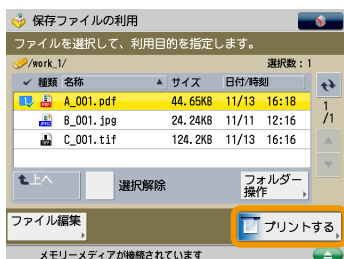 保存ファイルの利用
ファイルを選択して、利用目的を指定します。
/work_1/ 選択数：1
✓ 種類 名称 ▲ サイズ 日付/時刻
A_001.pdf 44.65KB 11/13 16:18
B_001.jpg 24.24KB 11/11 12:16
C_001.tif 124.2KB 11/13 16:16
1
/1
上へ 選択解除 フォルダー操作
ファイル編集 プリントする
メモリーメディアが接続されています